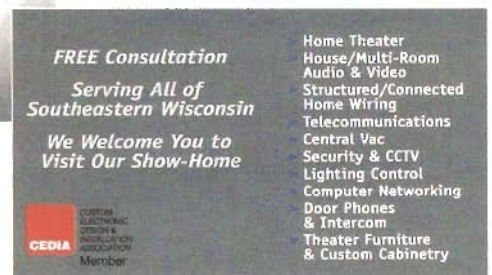 FREE Consultation
Serving All of
Southeastern Wisconsin
We Welcome You to
Visit Our Show-Home
CEDIA
CUSTOM
ELECTRONIC
DESIGN &
INSTALLATION
ASSOCIATION
Member
Home Theater
House/Multi-Room
Audio & Video
Structured/Connected
Home Wiring
Telecommunications
Central Vac
Security & CCTV
Lighting Control
Computer Networking
Door Phones
& Intercom
Theater Furniture
& Custom Cabinetry